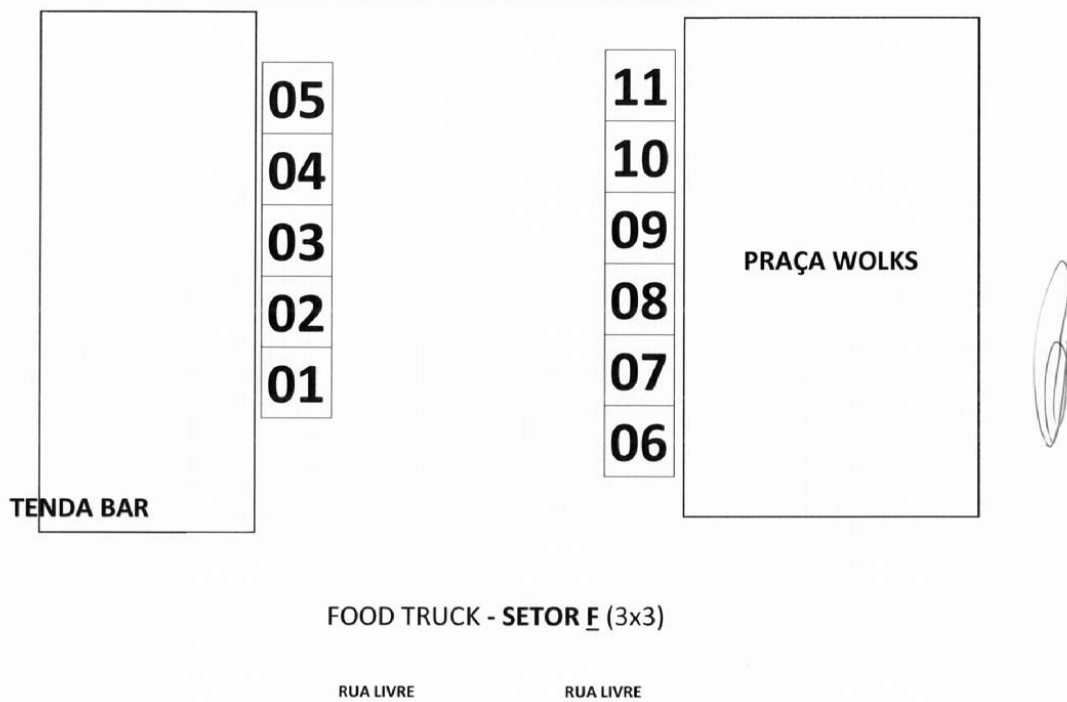 05
04
03
02
01
TENDA BAR
11
10
09
08
07
06
PRAÇA WOLKS
FOOD TRUCK - SETOR F (3x3)
RUA LIVRE
RUA LIVRE